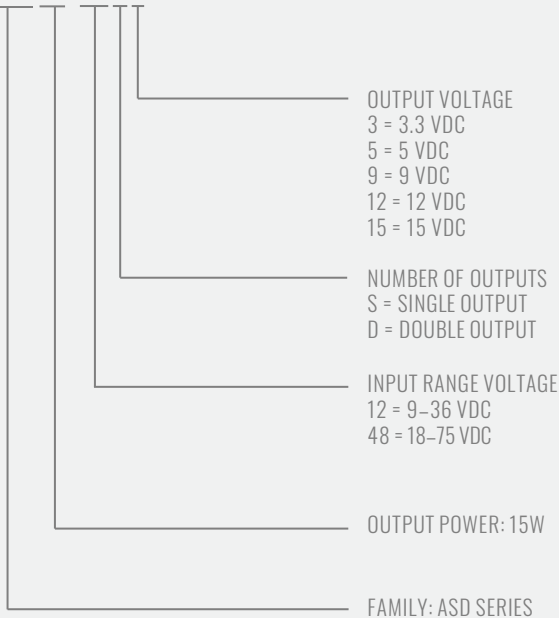 OUTPUT VOLTAGE
3 = 3.3 VDC
5 = 5 VDC
9 = 9 VDC
12 = 12 VDC
15 = 15 VDC
NUMBER OF OUTPUTS
S = SINGLE OUTPUT
D = DOUBLE OUTPUT
INPUT RANGE VOLTAGE
12 = 9–36 VDC
48 = 18–75 VDC
OUTPUT POWER: 15W
FAMILY: ASD SERIES